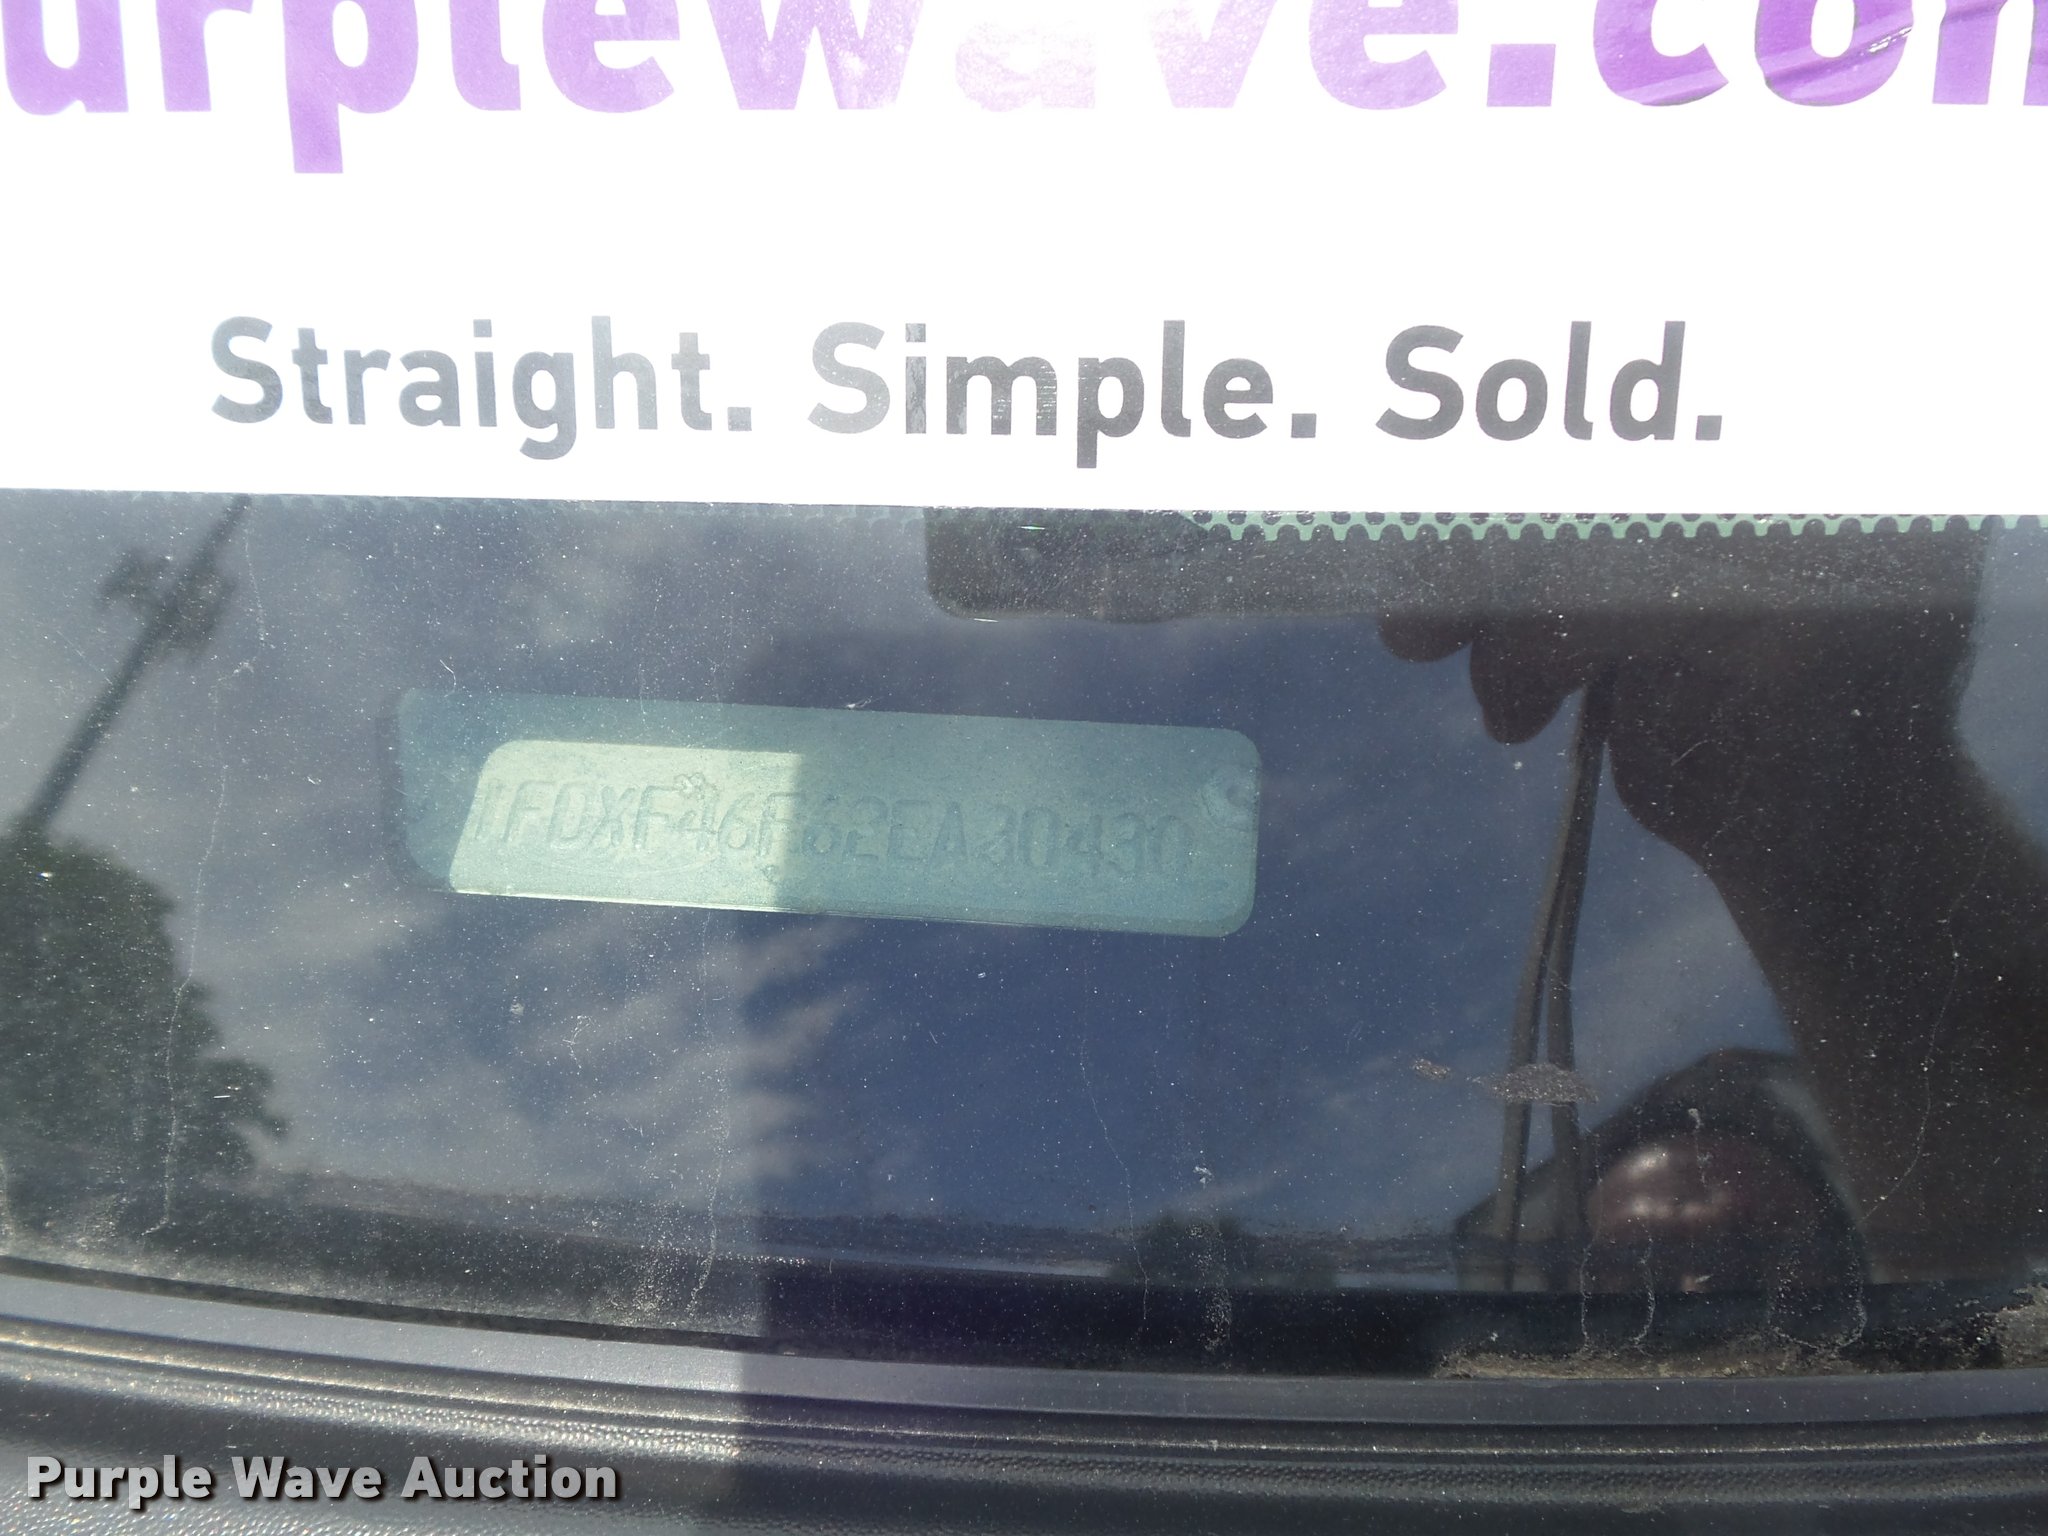 urplewave.com
Straight. Simple. Sold.
1FDXF46F62EA30430
Purple Wave Auction